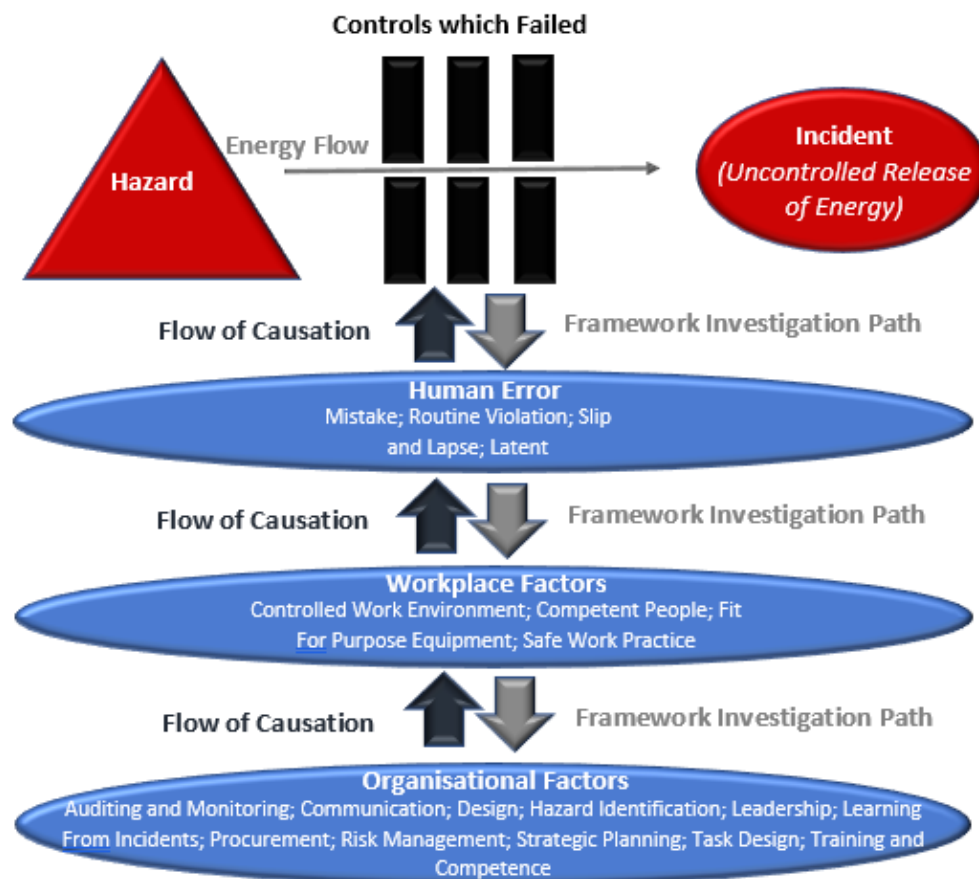 Controls which Failed
Energy Flow
Hazard
Incident
(Uncontrolled Release
of Energy)
Flow of Causation
Framework Investigation Path
Human Error
Mistake; Routine Violation; Slip
and Lapse; Latent
Flow of Causation
Framework Investigation Path
Workplace Factors
Controlled Work Environment; Competent People; Fit
For Purpose Equipment; Safe Work Practice
Flow of Causation
Framework Investigation Path
Organisational Factors
Auditing and Monitoring; Communication; Design; Hazard Identification; Leadership; Learning
From Incidents; Procurement; Risk Management; Strategic Planning; Task Design; Training and
Competence